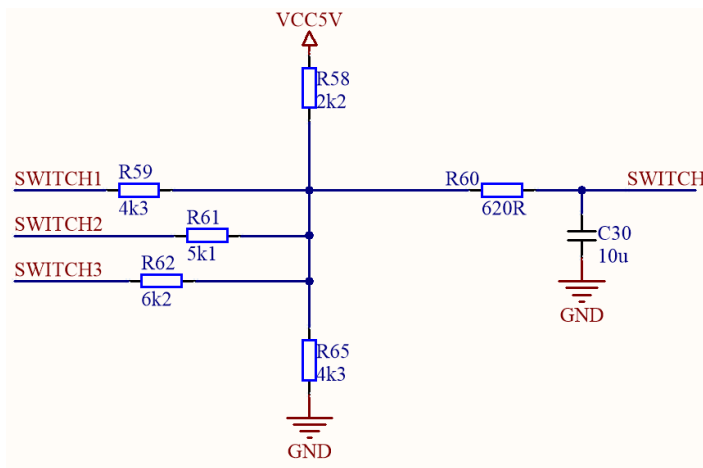 VCC5V
R58
2k2
R59
SWITCH1
4k3
R60
620R
SWITCH
SWITCH2
R61
5k1
C30
10u
GND
SWITCH3
R62
6k2
R65
4k3
GND